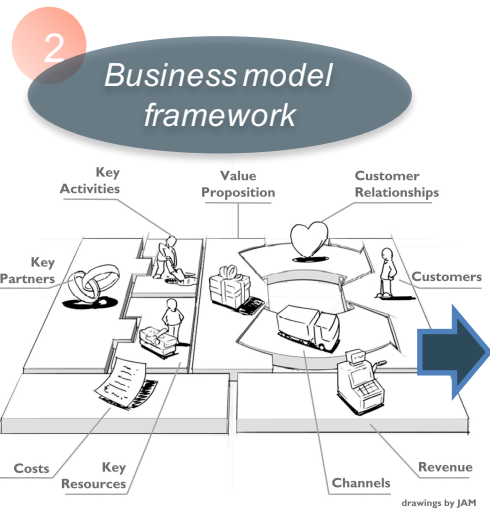 2
Business model
framework
Key
Activities
Value
Proposition
Customer
Relationships
Key
Partners
Customers
Costs
Key
Resources
Channels
Revenue
drawings by JAM